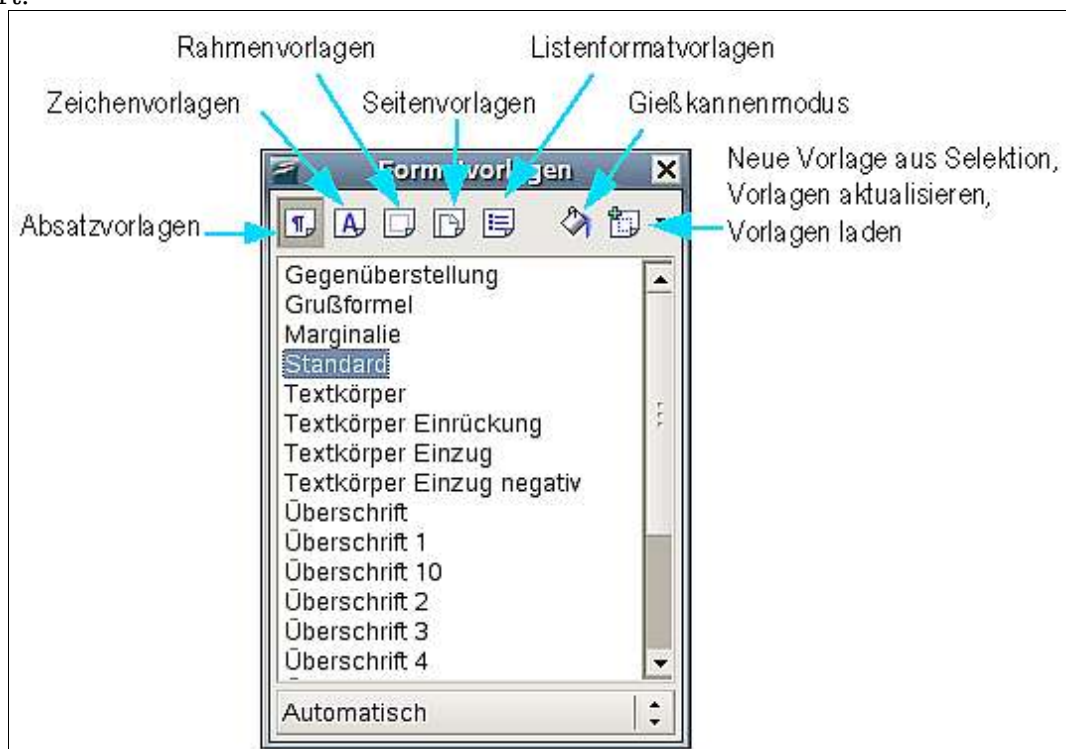 Rahmenvorlagen
Listenformatvorlagen
Zeichenvorlagen
Seitenvorlagen
Gießkannenmodus
Neue Vorlage aus Selektion,
Vorlagen aktualisieren,
Vorlagen laden
Absatzvorlagen
Formatvorlagen
Gegenüberstellung
Grußformel
Marginalie
Standard
Textkörper
Textkörper Einrückung
Textkörper Einzug
Textkörper Einzug negativ
Überschrift
Überschrift 1
Überschrift 10
Überschrift 2
Überschrift 3
Überschrift 4
Automatisch